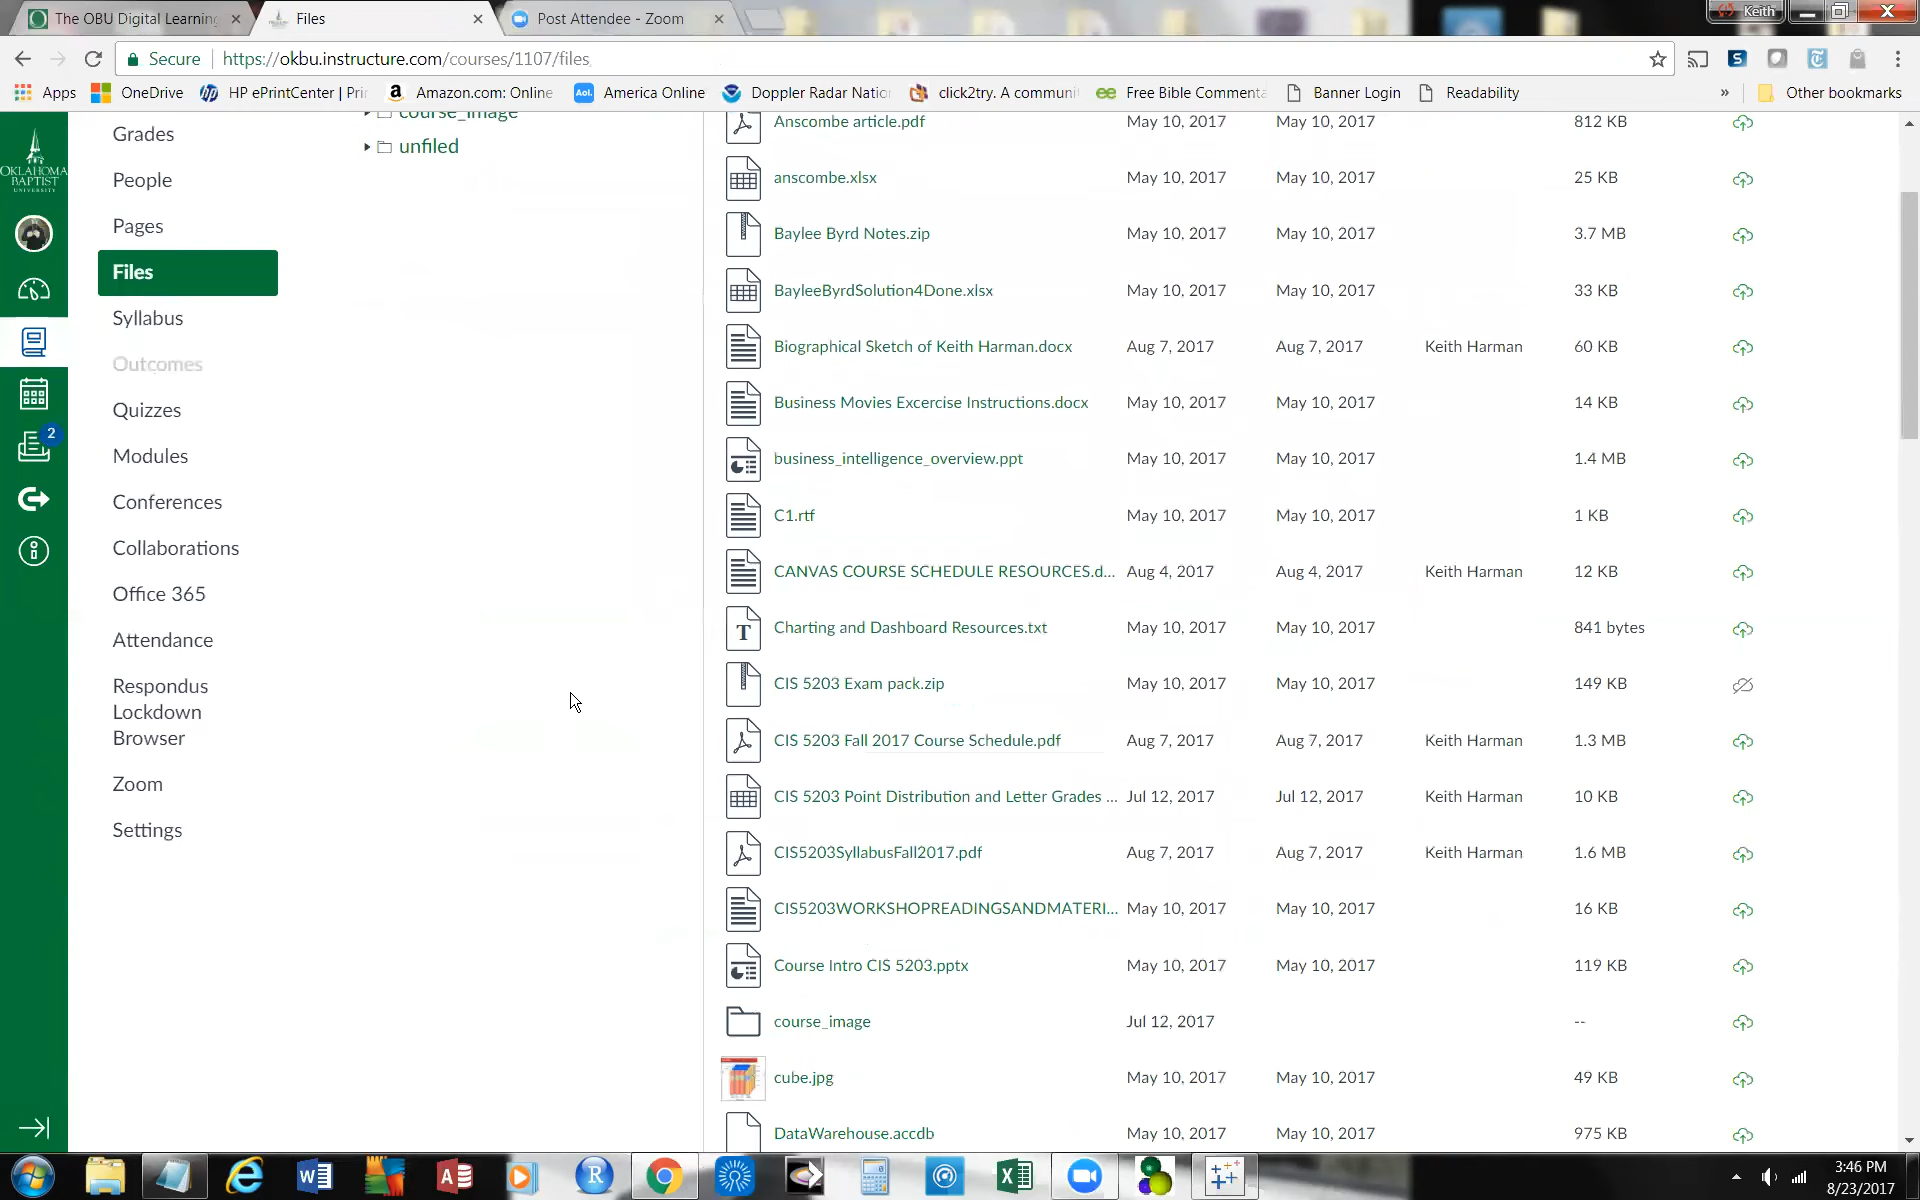 The OBU Digital Learning
Files
Post Attendee - Zoom
Keith
Secure
https://okbu.instructure.com/courses/1107/files
Apps
OneDrive
HP ePrintCenter | Pri
Amazon.com: Online
America Online
Doppler Radar Natio
click2try. A communi
Free Bible Commenta
Banner Login
Readability
»
Other bookmarks
OKLAHOMA
BAPTIST
UNIVERSITY
2
Grades
People
Pages
Files
Syllabus
Outcomes
Quizzes
Modules
Conferences
Collaborations
Office 365
Attendance
Respondus
Lockdown
Browser
Zoom
Settings
course_image
unfiled
Anscombe article.pdf May 10, 2017 May 10, 2017 812 KB
anscombe.xlsx May 10, 2017 May 10, 2017 25 KB
Baylee Byrd Notes.zip May 10, 2017 May 10, 2017 3.7 MB
BayleeByrdSolution4Done.xlsx May 10, 2017 May 10, 2017 33 KB
Biographical Sketch of Keith Harman.docx Aug 7, 2017 Aug 7, 2017 Keith Harman 60 KB
Business Movies Excercise Instructions.docx May 10, 2017 May 10, 2017 14 KB
business_intelligence_overview.ppt May 10, 2017 May 10, 2017 1.4 MB
C1.rtf May 10, 2017 May 10, 2017 1 KB
CANVAS COURSE SCHEDULE RESOURCES.d... Aug 4, 2017 Aug 4, 2017 Keith Harman 12 KB
Charting and Dashboard Resources.txt May 10, 2017 May 10, 2017 841 bytes
CIS 5203 Exam pack.zip May 10, 2017 May 10, 2017 149 KB
CIS 5203 Fall 2017 Course Schedule.pdf Aug 7, 2017 Aug 7, 2017 Keith Harman 1.3 MB
CIS 5203 Point Distribution and Letter Grades ... Jul 12, 2017 Jul 12, 2017 Keith Harman 10 KB
CIS5203SyllabusFall2017.pdf Aug 7, 2017 Aug 7, 2017 Keith Harman 1.6 MB
CIS5203WORKSHOPREADINGSANDMATERI... May 10, 2017 May 10, 2017 16 KB
Course Intro CIS 5203.pptx May 10, 2017 May 10, 2017 119 KB
course_image Jul 12, 2017 --
cube.jpg May 10, 2017 May 10, 2017 49 KB
DataWarehouse.accdb May 10, 2017 May 10, 2017 975 KB
3:46 PM
8/23/2017